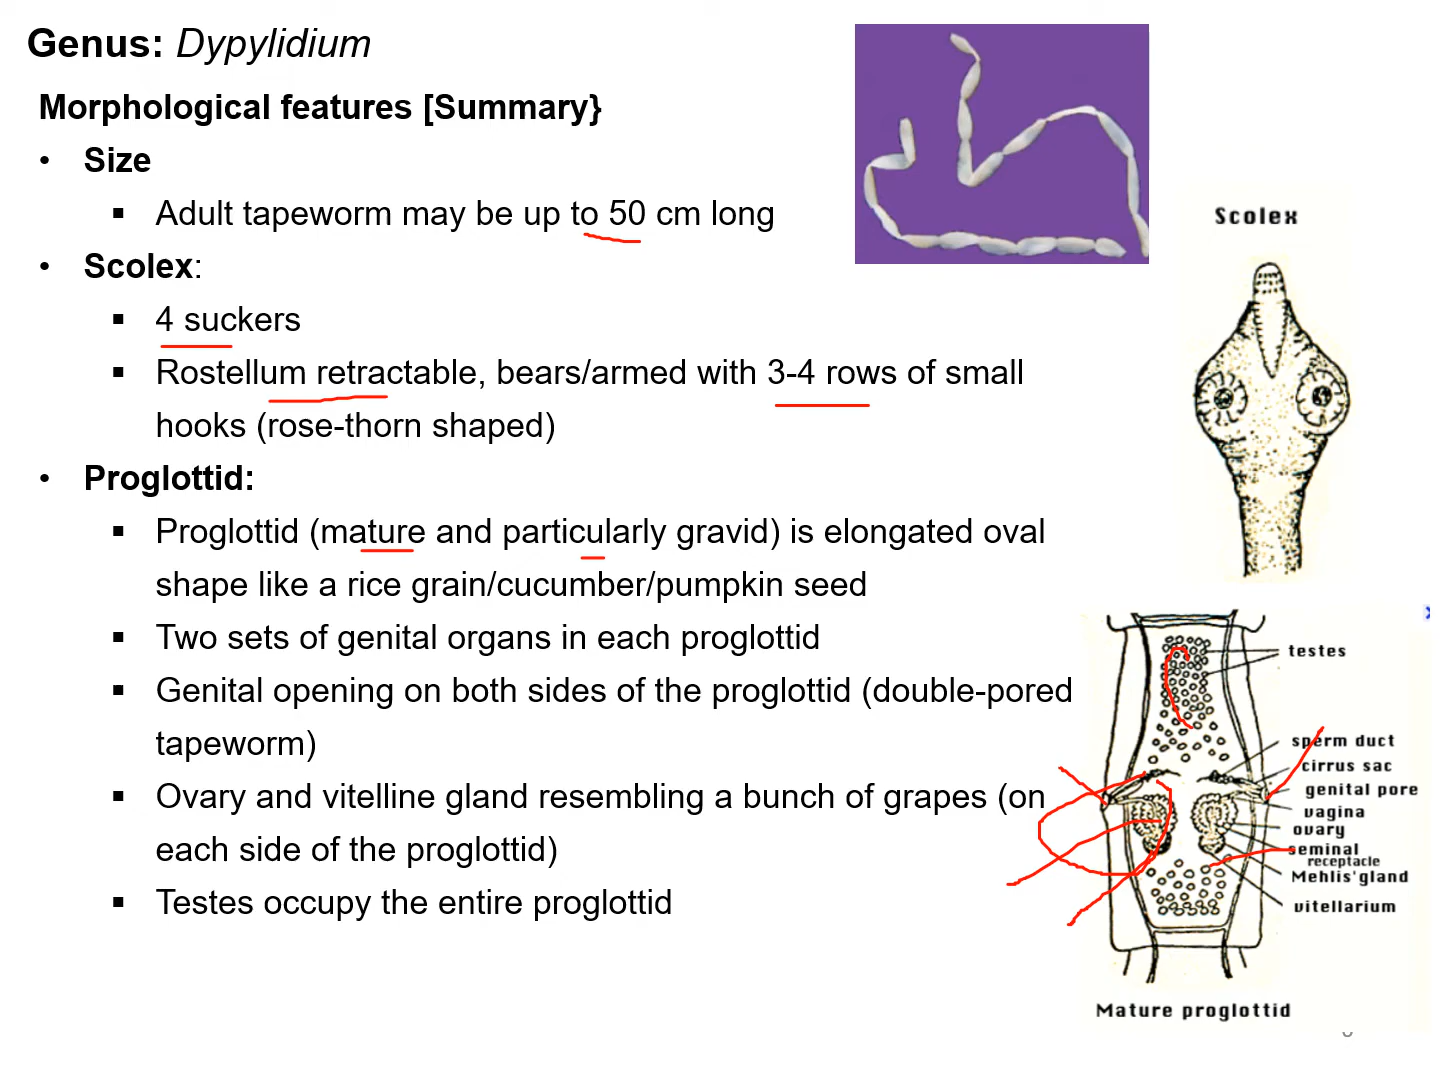 Genus: Dypylidium
Morphological features [Summary}
• Size
▪ Adult tapeworm may be up to 50 cm long
• Scolex:
▪ 4 suckers
▪ Rostellum retractable, bears/armed with 3-4 rows of small
hooks (rose-thorn shaped)
• Proglottid:
▪ Proglottid (mature and particularly gravid) is elongated oval
shape like a rice grain/cucumber/pumpkin seed
▪ Two sets of genital organs in each proglottid
▪ Genital opening on both sides of the proglottid (double-pored
tapeworm)
▪ Ovary and vitelline gland resembling a bunch of grapes (on
each side of the proglottid)
▪ Testes occupy the entire proglottid
Scolex
testes
sperm duct
cirrus sac
genital pore
vagina
ovary
seminal
receptacle
Mehlis'gland
vitellarium
Mature proglottid